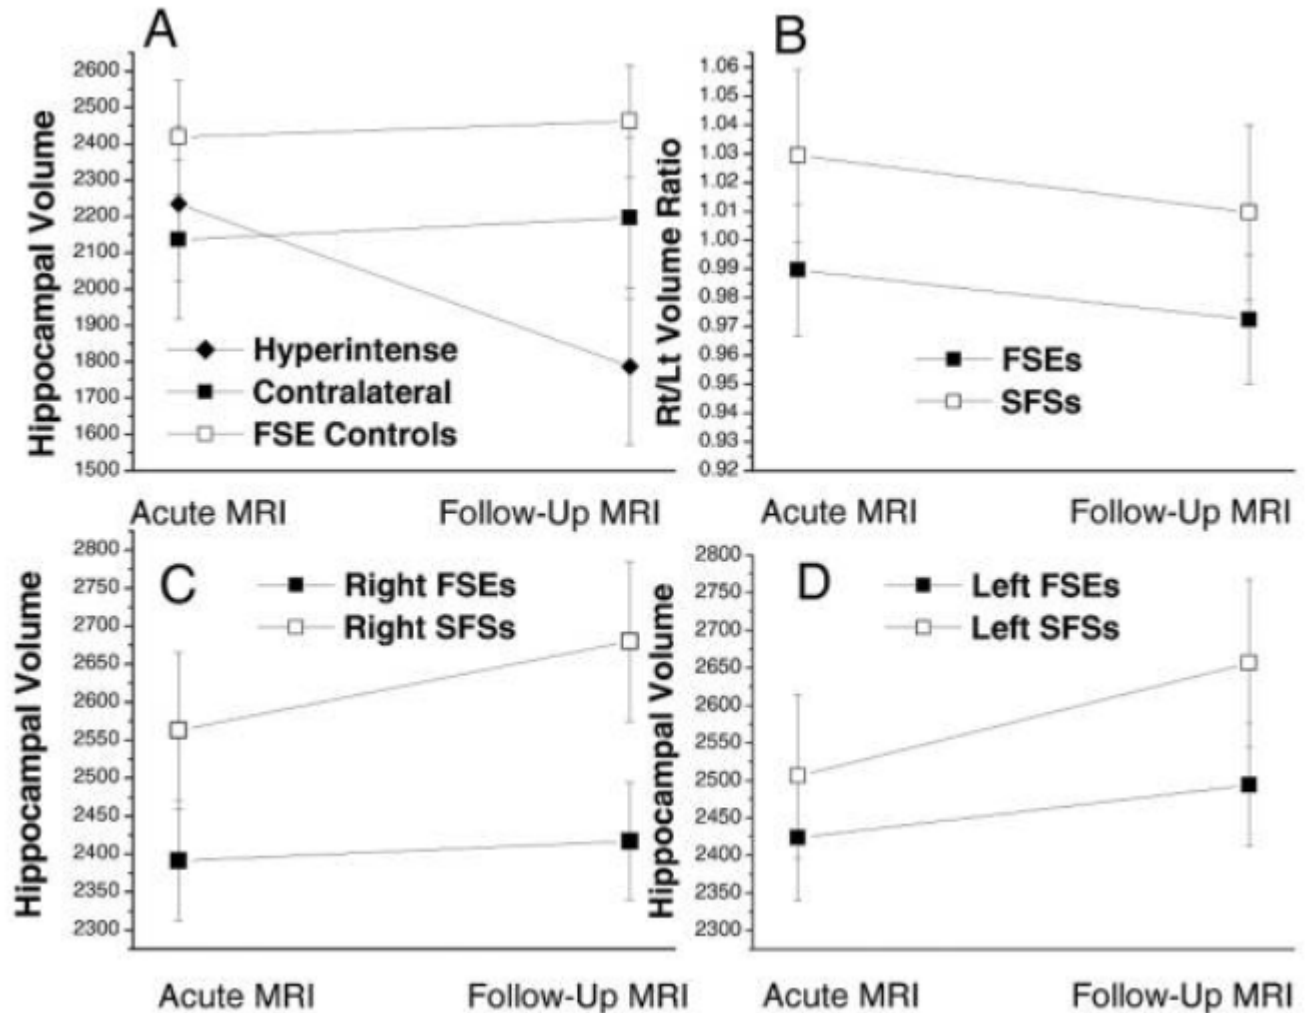 A
Hippocampal Volume
2600
2500
2400
2300
2200
2100
2000
1900
1800
1700
1600
1500
Hyperintense
Contralateral
FSE Controls
Acute MRI
Follow-Up MRI
B
Rt/Lt Volume Ratio
1.06
1.05
1.04
1.03
1.02
1.01
1.00
0.99
0.98
0.97
0.96
0.95
0.94
0.93
0.92
FSEs
SFSs
Acute MRI
Follow-Up MRI
C
Hippocampal Volume
2800
2750
2700
2650
2600
2550
2500
2450
2400
2350
2300
Right FSEs
Right SFSs
Acute MRI
Follow-Up MRI
D
Hippocampal Volume
2800
2750
2700
2650
2600
2550
2500
2450
2400
2350
2300
Left FSEs
Left SFSs
Acute MRI
Follow-Up MRI